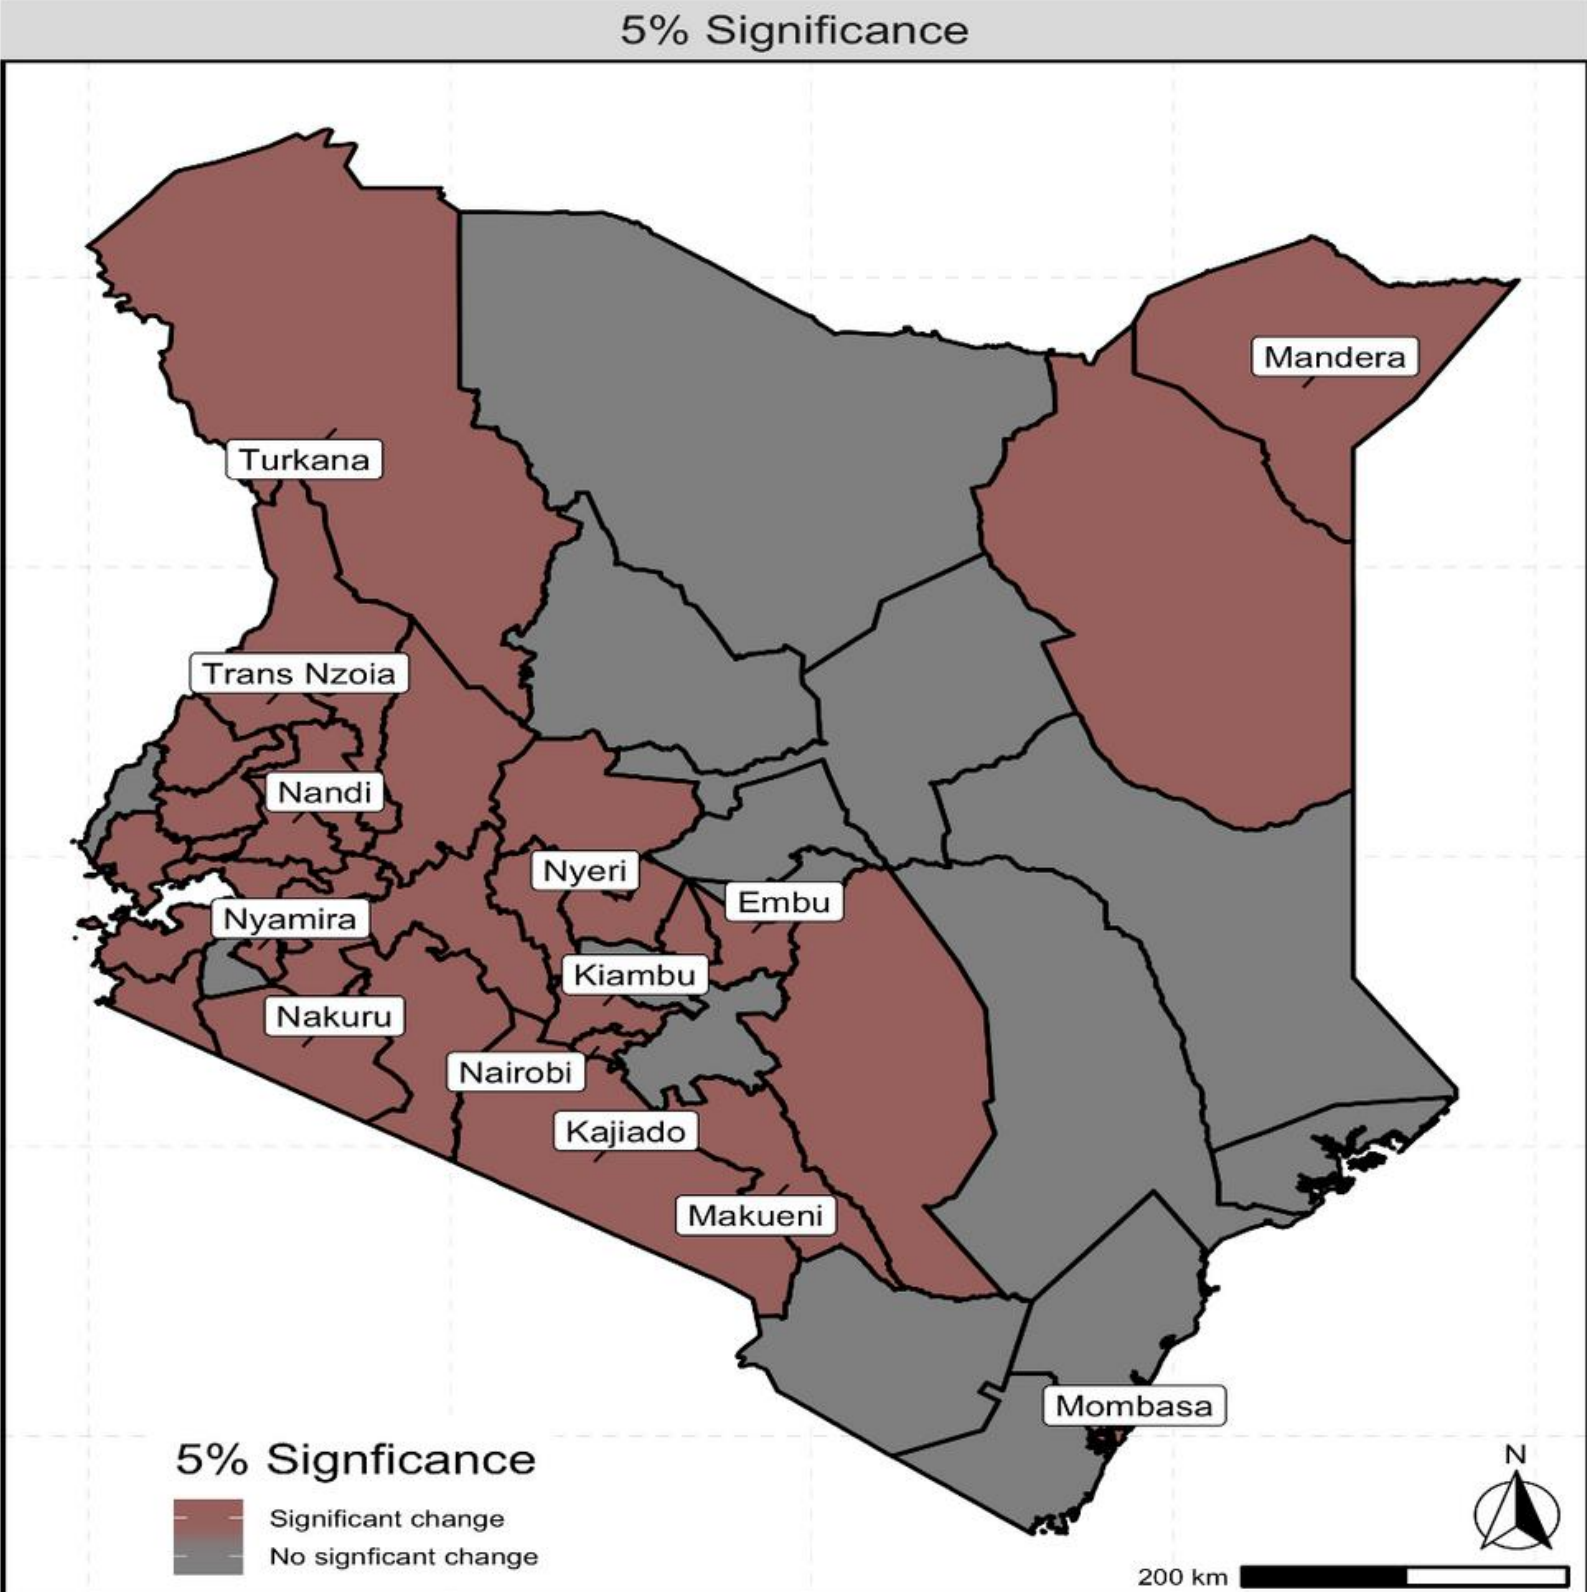 5% Significance
Mandera
Turkana
Trans Nzoia
Nandi
Nyeri
Embu
Nyamira
Kiambu
Nakuru
Nairobi
Kajiado
Makueni
Mombasa
5% Signficance
Significant change
No signficant change
N
200 km